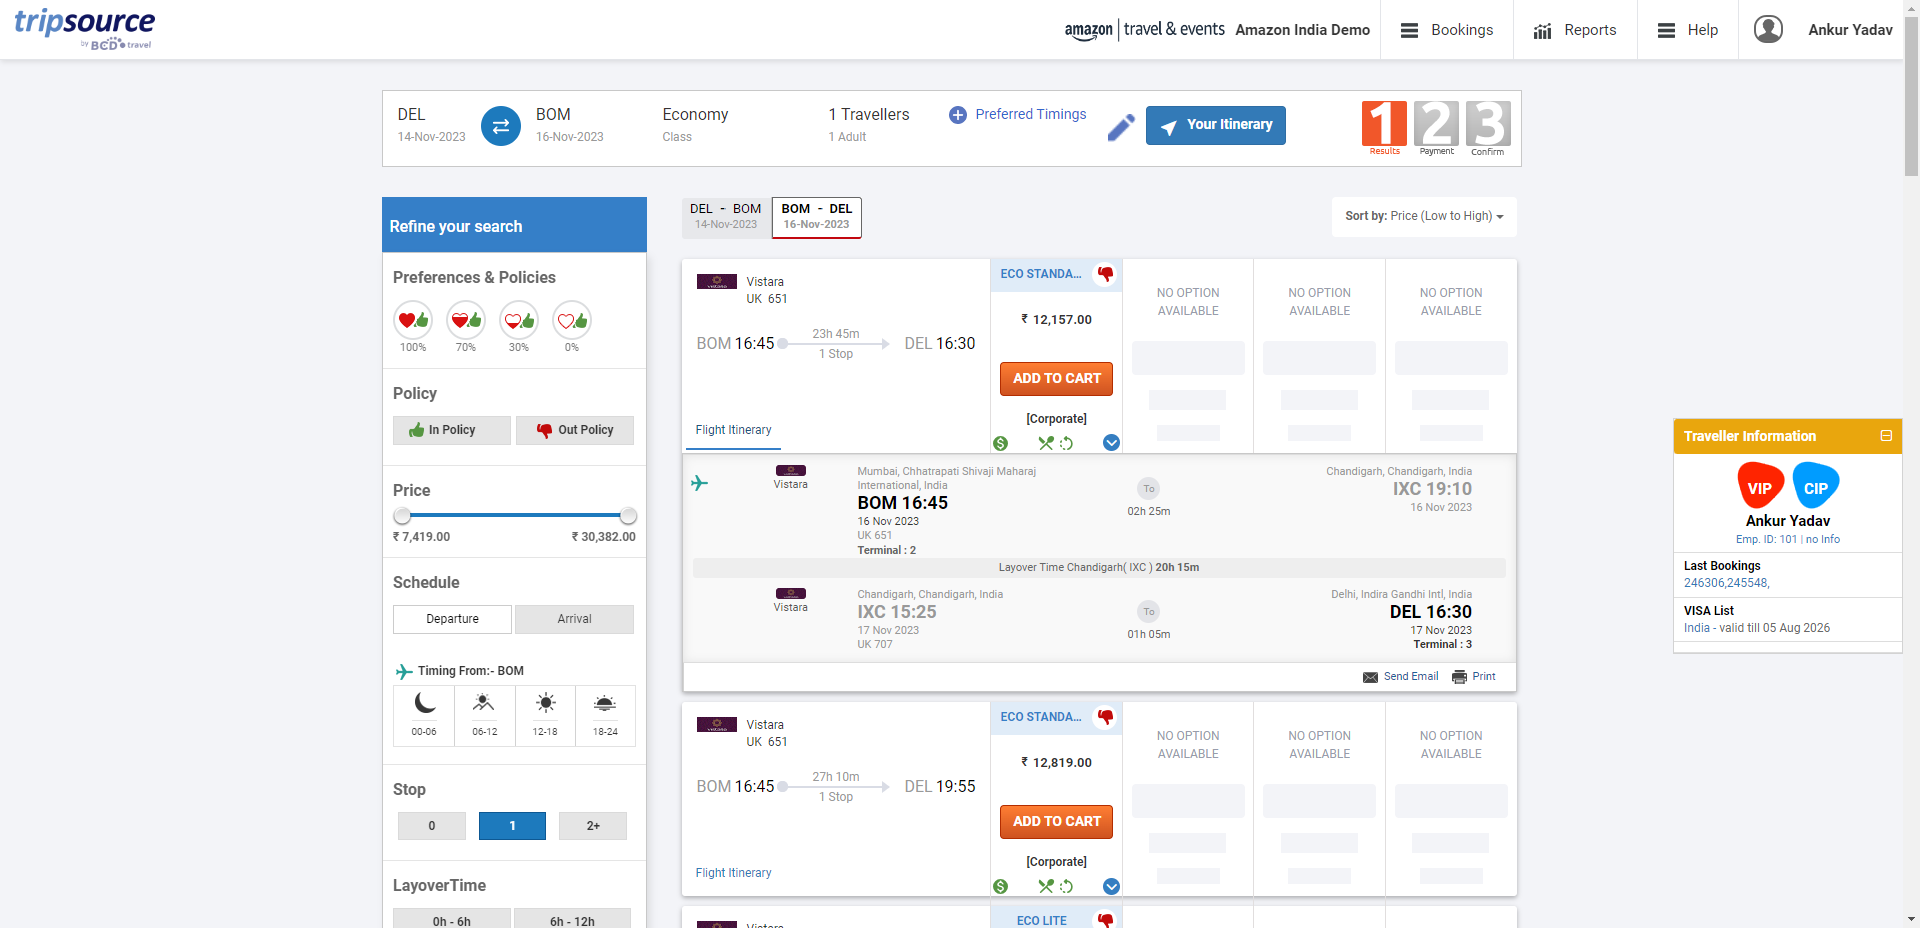 tripsource
by BCD travel
amazon | travel & events
Amazon India Demo
Bookings
Reports
Help
Ankur Yadav
DEL
14-Nov-2023
BOM
16-Nov-2023
Economy
Class
1 Travellers
1 Adult
Preferred Timings
Your Itinerary
1 2 3
Results Payment Confirm
Refine your search
Preferences & Policies
100% 70% 30% 0%
Policy
In Policy
Out Policy
Price
₹ 7,419.00 ₹ 30,382.00
Schedule
Departure Arrival
Timing From:- BOM
00-06 06-12 12-18 18-24
Stop
0 1 2+
LayoverTime
0h - 6h 6h - 12h
DEL - BOM
14-Nov-2023
BOM - DEL
16-Nov-2023
Sort by: Price (Low to High)
Vistara
UK 651
BOM 16:45
23h 45m
1 Stop
DEL 16:30
Flight Itinerary
ECO STANDA...
₹ 12,157.00
ADD TO CART
[Corporate]
NO OPTION
AVAILABLE
NO OPTION
AVAILABLE
NO OPTION
AVAILABLE
Vistara
Mumbai, Chhatrapati Shivaji Maharaj
International, India
BOM 16:45
16 Nov 2023
UK 651
Terminal : 2
To
02h 25m
Chandigarh, Chandigarh, India
IXC 19:10
16 Nov 2023
Layover Time Chandigarh( IXC ) 20h 15m
Vistara
Chandigarh, Chandigarh, India
IXC 15:25
17 Nov 2023
UK 707
To
01h 05m
Delhi, Indira Gandhi Intl, India
DEL 16:30
17 Nov 2023
Terminal : 3
Send Email
Print
Vistara
UK 651
BOM 16:45
27h 10m
1 Stop
DEL 19:55
Flight Itinerary
ECO STANDA...
₹ 12,819.00
ADD TO CART
[Corporate]
NO OPTION
AVAILABLE
NO OPTION
AVAILABLE
NO OPTION
AVAILABLE
Vistara
ECO LITE
Traveller Information
VIP CIP
Ankur Yadav
Emp. ID: 101 | no Info
Last Bookings
246306,245548,
VISA List
India - valid till 05 Aug 2026